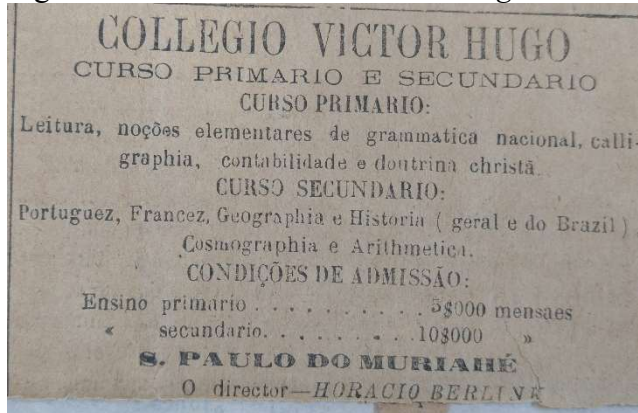 COLLEGIO VICTOR HUGO
CURSO PRIMARIO E SECUNDARIO
CURSO PRIMARIO:
Leitura, noções elementares de grammatica nacional, calli-
graphia, contabilidade e doutrina christã.
CURSO SECUNDARIO:
Portuguez, Francez, Geographia e Historia ( geral e do Brazil )
Cosmographia e Arithmetica.
CONDIÇÕES DE ADMISSÃO:
Ensino primario . . . . . . . . . . 5$000 mensaes
« secundario. . . . . . . . 10$000 »
S. PAULO DO MURIAHÉ
O director—HORACIO BERLINK